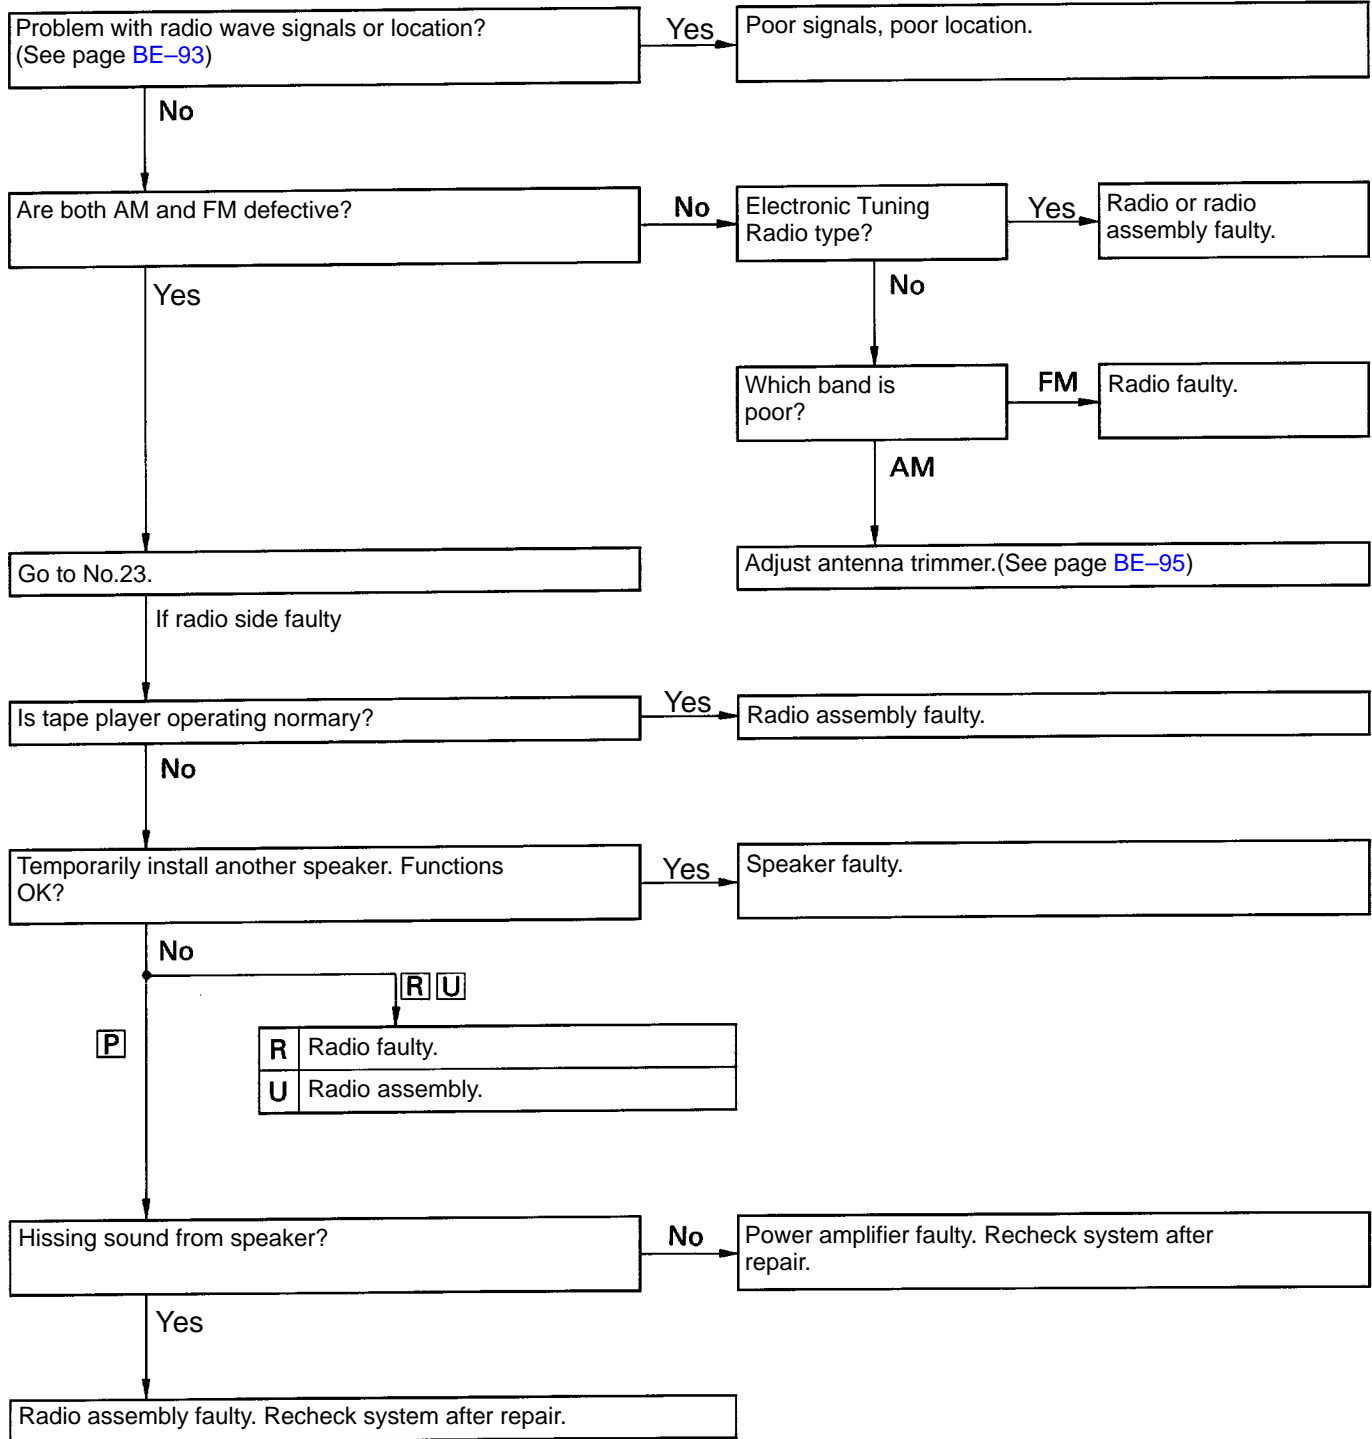 Problem with radio wave signals or location?
(See page BE–93)
Yes
Poor signals, poor location.
No
Are both AM and FM defective?
No
Electronic Tuning
Radio type?
Yes
Radio or radio
assembly faulty.
Yes
No
Which band is
poor?
FM
Radio faulty.
AM
Go to No.23.
Adjust antenna trimmer.(See page BE–95)
If radio side faulty
Is tape player operating normary?
Yes
Radio assembly faulty.
No
Temporarily install another speaker. Functions
OK?
Yes
Speaker faulty.
No
R U
P
R Radio faulty.
U Radio assembly.
Hissing sound from speaker?
No
Power amplifier faulty. Recheck system after
repair.
Yes
Radio assembly faulty. Recheck system after repair.